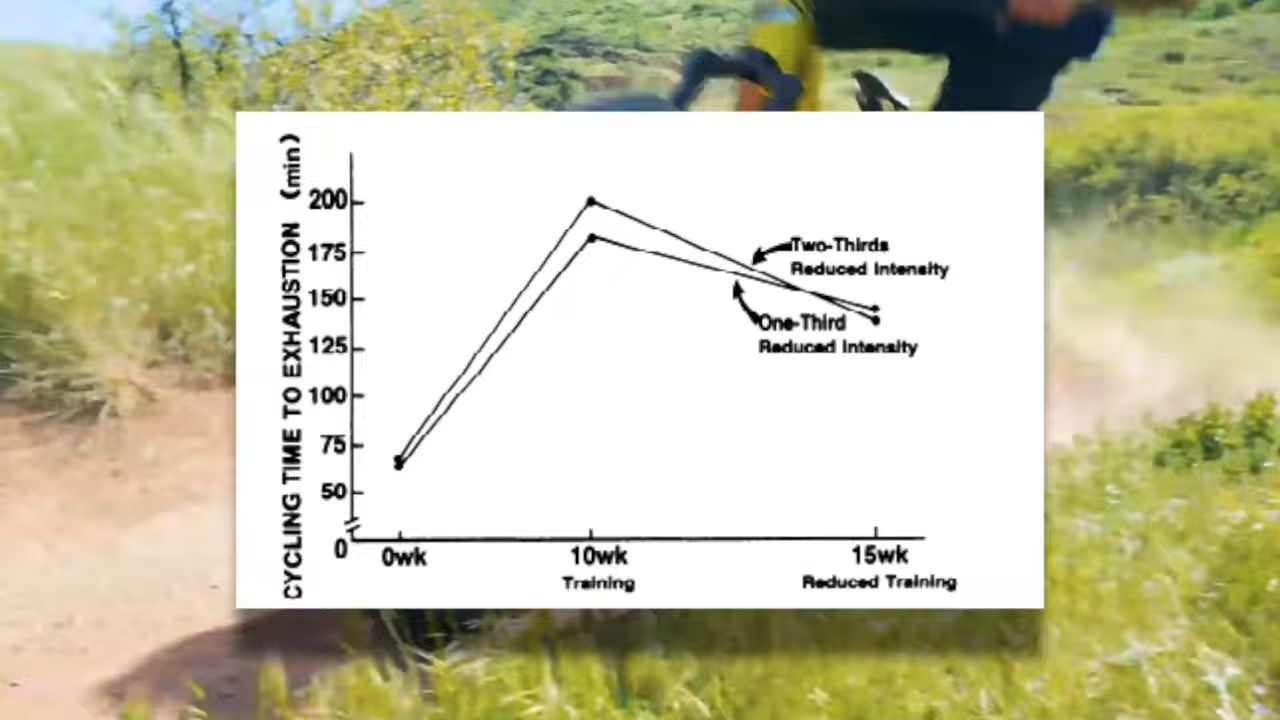 CYCLING TIME TO EXHAUSTION (min)
200
175
150
125
100
75
50
0
Two-Thirds
Reduced Intensity
One-Third
Reduced Intensity
0wk
10wk
15wk
Training
Reduced Training